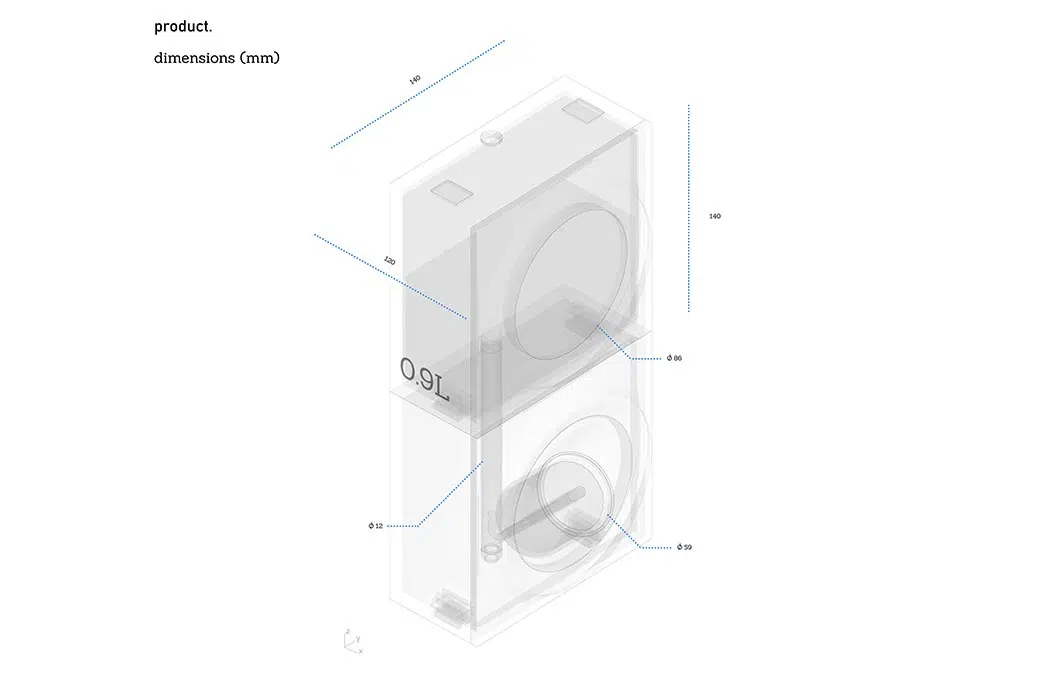 product.
dimensions (mm)
140
140
120
Ø 86
0.9L
Ø 12
Ø 59
z
y
x